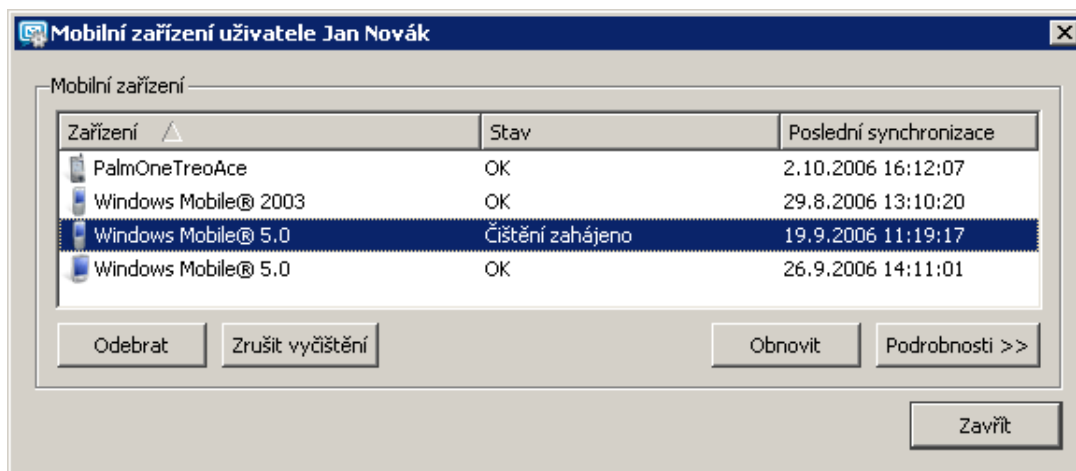 Mobilní zařízení uživatele Jan Novák
Mobilní zařízení
Zařízení Stav Poslední synchronizace
PalmOneTreoAce OK 2.10.2006 16:12:07
Windows Mobile® 2003 OK 29.8.2006 13:10:20
Windows Mobile® 5.0 Čištění zahájeno 19.9.2006 11:19:17
Windows Mobile® 5.0 OK 26.9.2006 14:11:01
Odebrat Zrušit vyčištění Obnovit Podrobnosti >>
Zavřít